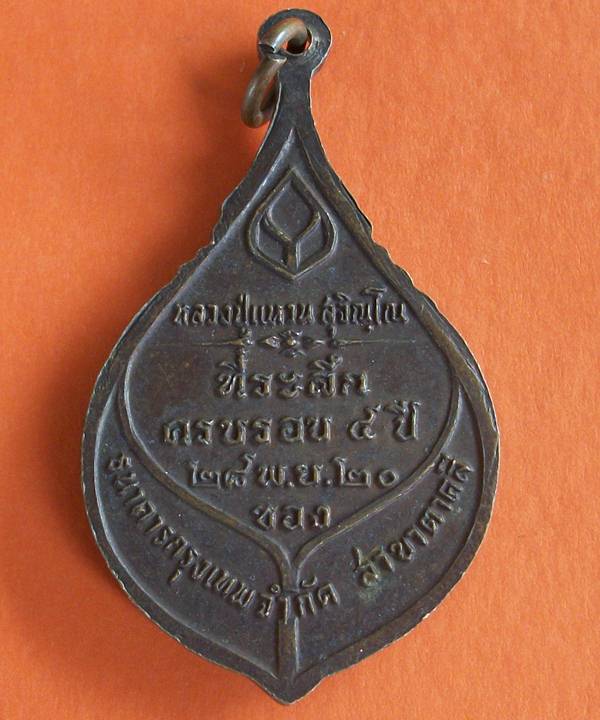 หลวงปู่แหวน สุจิณฺโณ
ที่ระลึก
ครบรอบ ๔ ปี
๒๘ พ.ย. ๒๐
ของ
ธนาคารกรุงเทพ จำกัด สาขาตาคลี